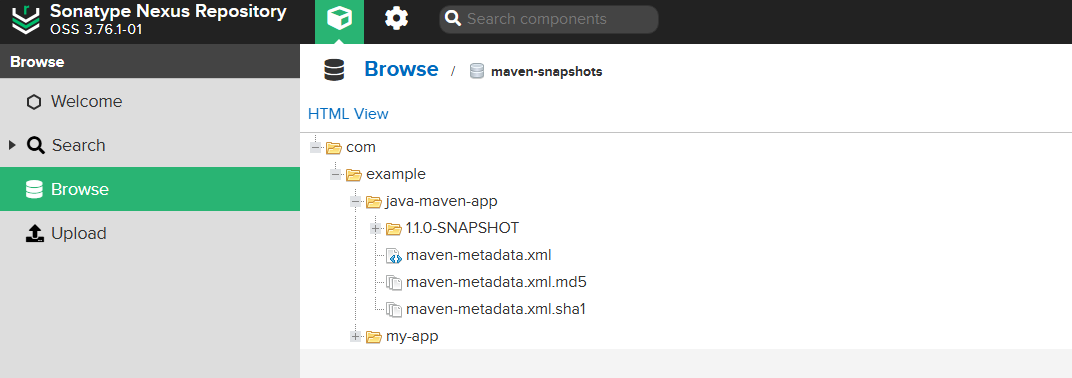 Sonatype Nexus Repository
OSS 3.76.1-01
Search components
Browse
Browse / maven-snapshots
Welcome
HTML View
Search
Browse
Upload
com
example
java-maven-app
1.1.0-SNAPSHOT
maven-metadata.xml
maven-metadata.xml.md5
maven-metadata.xml.sha1
my-app